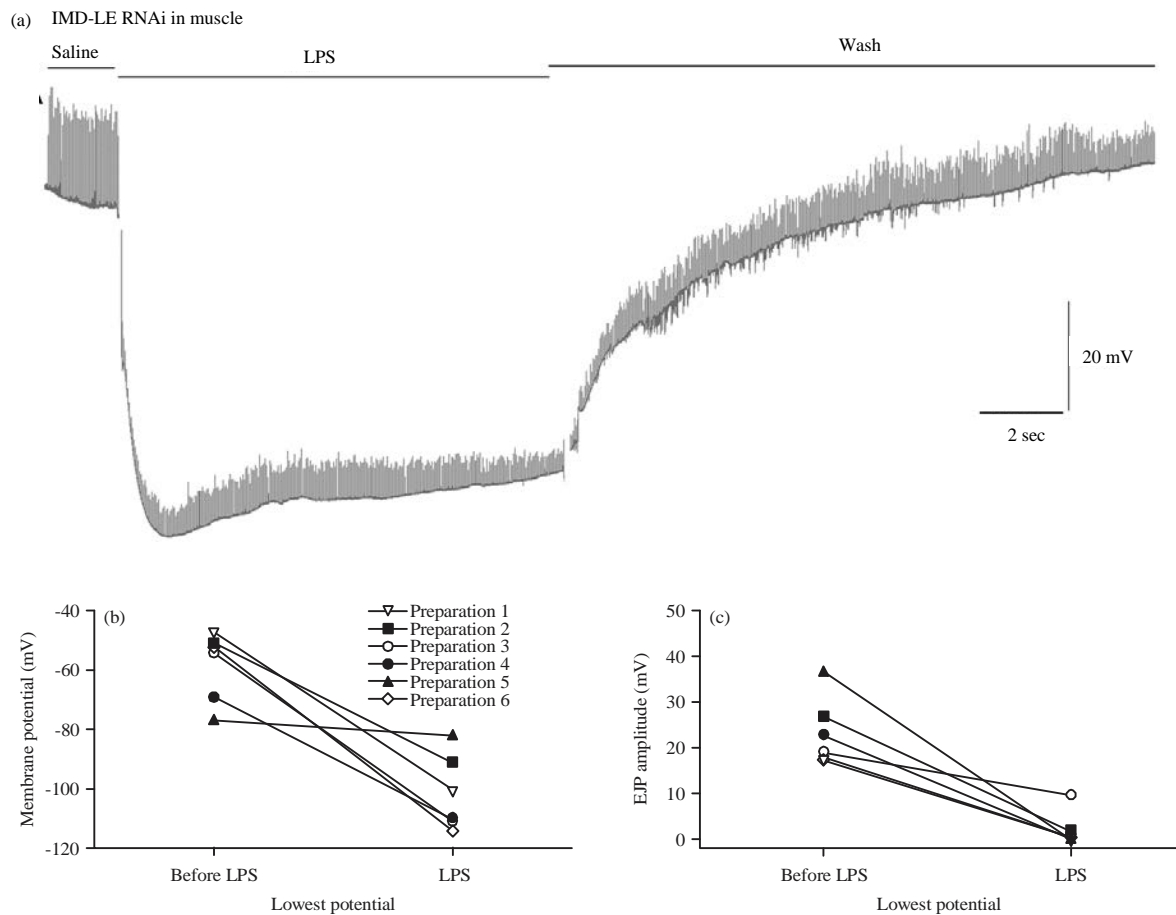 (a) IMD-LE RNAi in muscle
Saline
LPS
Wash
20 mV
2 sec
(b)
Membrane potential (mV)
-40
-60
-80
-100
-120
Preparation 1
Preparation 2
Preparation 3
Preparation 4
Preparation 5
Preparation 6
Before LPS
LPS
Lowest potential
(c)
EJP amplitude (mV)
50
40
30
20
10
0
Before LPS
LPS
Lowest potential